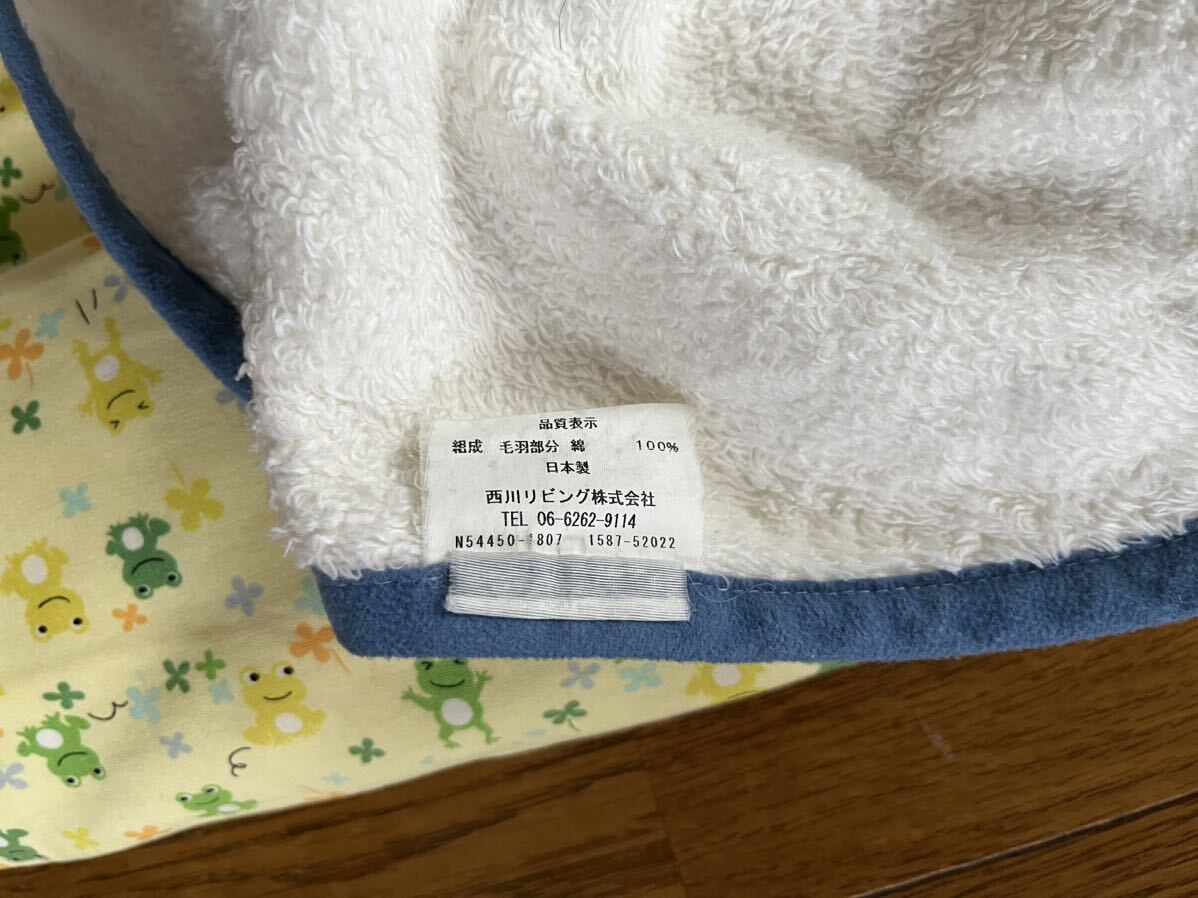 品質表示
組成 毛羽部分 綿 100%
日本製
西川リビング株式会社
TEL 06-6262-9114
1587-52022